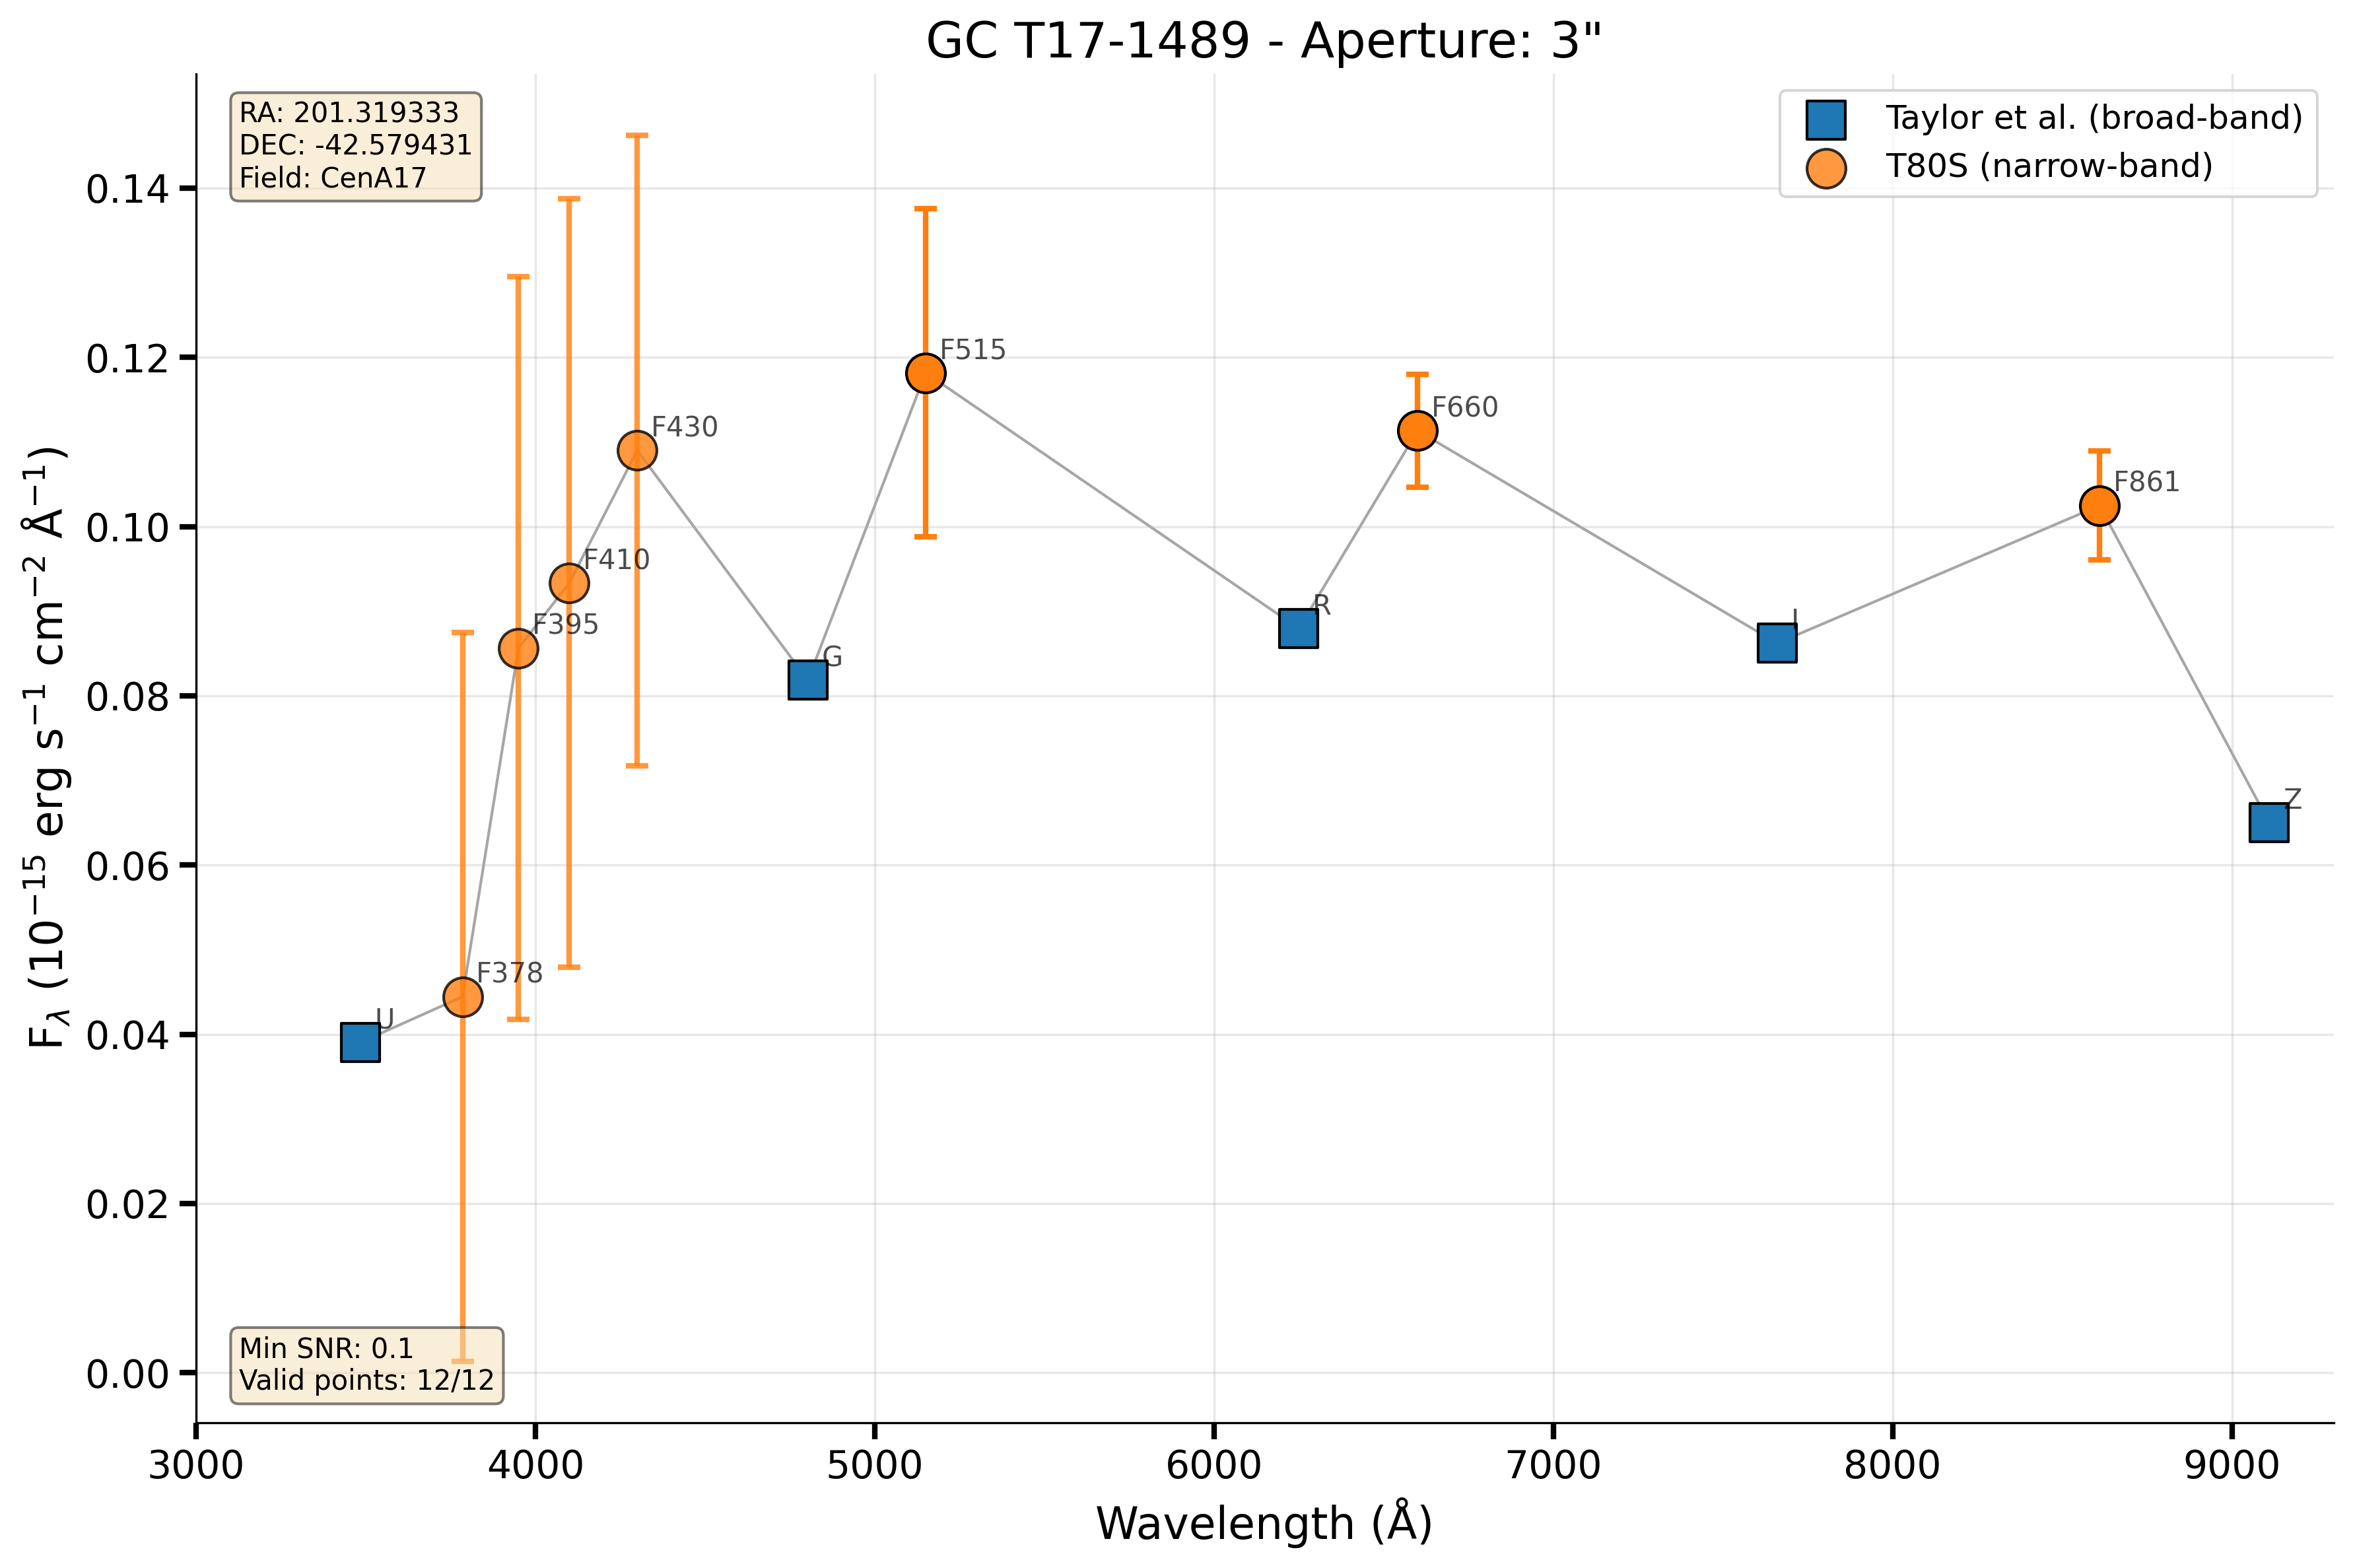 GC T17-1489 - Aperture: 3"
RA: 201.319333
DEC: -42.579431
Field: CenA17
Taylor et al. (broad-band)
T80S (narrow-band)
0.14
0.12
0.10
0.08
0.06
0.04
0.02
0.00
F_λ (10⁻¹⁵ erg s⁻¹ cm⁻² Å⁻¹)
U
F378
F395
F410
F430
G
F515
R
F660
I
F861
Z
Min SNR: 0.1
Valid points: 12/12
3000 4000 5000 6000 7000 8000 9000
Wavelength (Å)